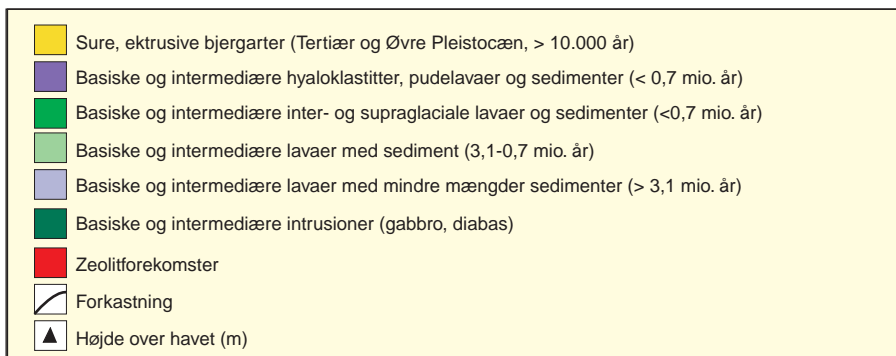 Sure, ektrusive bjergarter (Tertiær og Øvre Pleistocæn, > 10.000 år)
Basiske og intermediære hyaloklastitter, pudelavaer og sedimenter (< 0,7 mio. år)
Basiske og intermediære inter- og supraglaciale lavaer og sedimenter (<0,7 mio. år)
Basiske og intermediære lavaer med sediment (3,1-0,7 mio. år)
Basiske og intermediære lavaer med mindre mængder sedimenter (> 3,1 mio. år)
Basiske og intermediære intrusioner (gabbro, diabas)
Zeolitforekomster
Forkastning
Højde over havet (m)